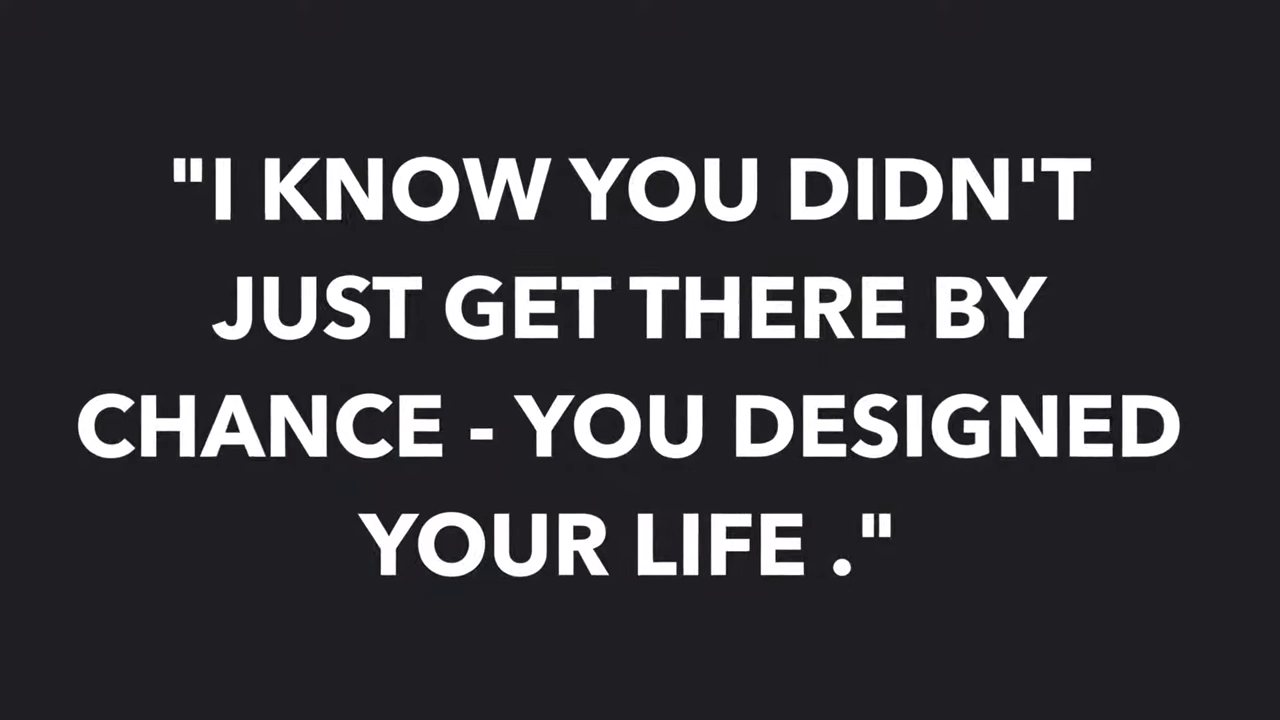 "I KNOW YOU DIDN'T
JUST GET THERE BY
CHANCE - YOU DESIGNED
YOUR LIFE ."